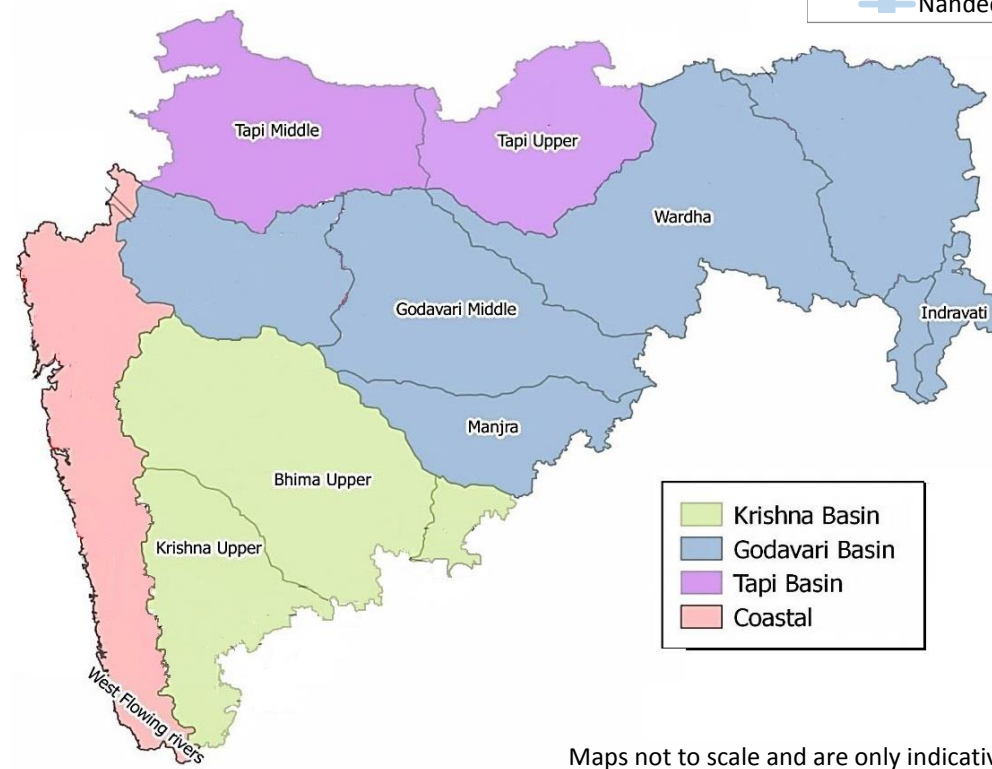 Tapi Middle
Tapi Upper
Wardha
Godavari Middle
Indravati
Manjra
Bhima Upper
Krishna Upper
West Flowing rivers
Krishna Basin
Godavari Basin
Tapi Basin
Coastal
Maps not to scale and are only indicativ